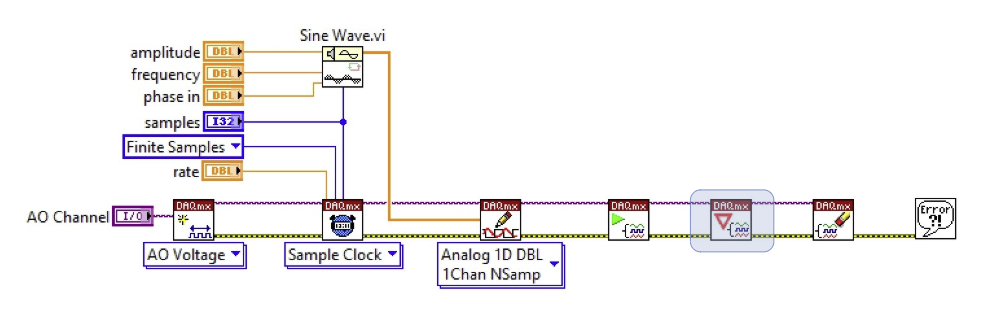 Sine Wave.vi
amplitude DBL
frequency DBL
phase in DBL
samples I32
Finite Samples
rate DBL
AO Channel I/O
DAQmx DAQmx DAQmx DAQmx DAQmx DAQmx
Error
?!
AO Voltage
Sample Clock
Analog 1D DBL
1Chan NSamp